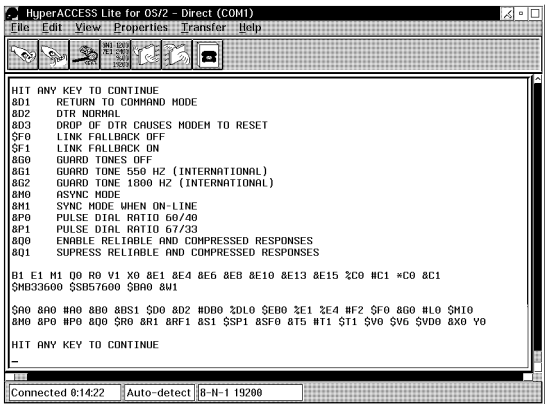 HyperACCESS Lite for OS/2 - Direct (COM1)
File Edit View Properties Transfer Help
HIT ANY KEY TO CONTINUE
&D1 RETURN TO COMMAND MODE
&D2 DTR NORMAL
&D3 DROP OF DTR CAUSES MODEM TO RESET
$F0 LINK FALLBACK OFF
$F1 LINK FALLBACK ON
&G0 GUARD TONES OFF
&G1 GUARD TONE 550 HZ (INTERNATIONAL)
&G2 GUARD TONE 1800 HZ (INTERNATIONAL)
&M0 ASYNC MODE
&M1 SYNC MODE WHEN ON-LINE
&P0 PULSE DIAL RATIO 60/40
&P1 PULSE DIAL RATIO 67/33
&Q0 ENABLE RELIABLE AND COMPRESSED RESPONSES
&Q1 SUPRESS RELIABLE AND COMPRESSED RESPONSES
B1 E1 M1 Q0 R0 V1 X0 &E1 &E4 &E6 &E8 &E10 &E13 &E15 %C0 #C1 *C0 &C1
$MB33600 $SB57600 $BA0 &W1
$A0 &A0 #A0 &B0 &BS1 $D0 &D2 #DB0 %DL0 $EB0 %E1 %E4 #F2 $F0 &G0 #L0 $MI0
&M0 &P0 #P0 &Q0 $R0 &R1 &RF1 &S1 $SP1 &SF0 &T5 #T1 $T1 $V0 $V6 $VD0 &X0 Y0
HIT ANY KEY TO CONTINUE
Connected 0:14:22 Auto-detect 8-N-1 19200